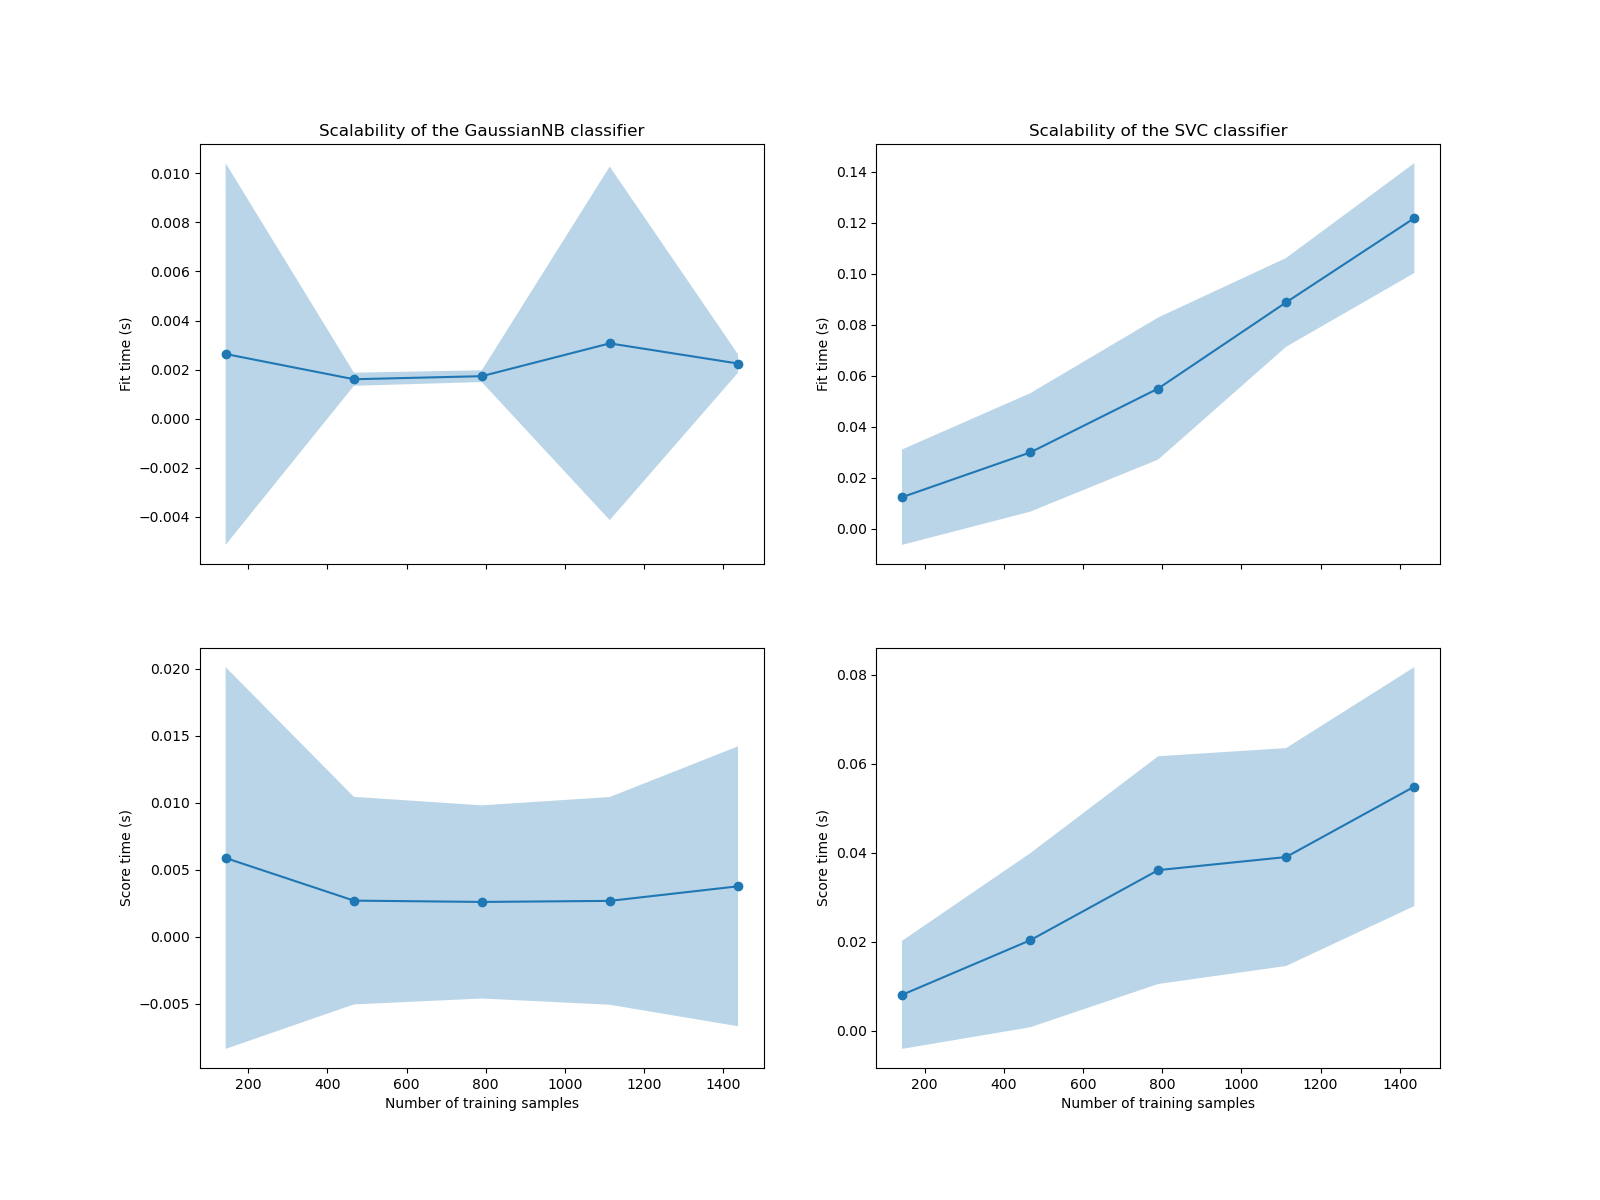 Scalability of the GaussianNB classifier
0.010
0.008
0.006
0.004
0.002
0.000
−0.002
−0.004
Fit time (s)
Scalability of the SVC classifier
0.14
0.12
0.10
0.08
0.06
0.04
0.02
0.00
Fit time (s)
0.020
0.015
0.010
0.005
0.000
−0.005
Score time (s)
200 400 600 800 1000 1200 1400
Number of training samples
0.08
0.06
0.04
0.02
0.00
Score time (s)
200 400 600 800 1000 1200 1400
Number of training samples